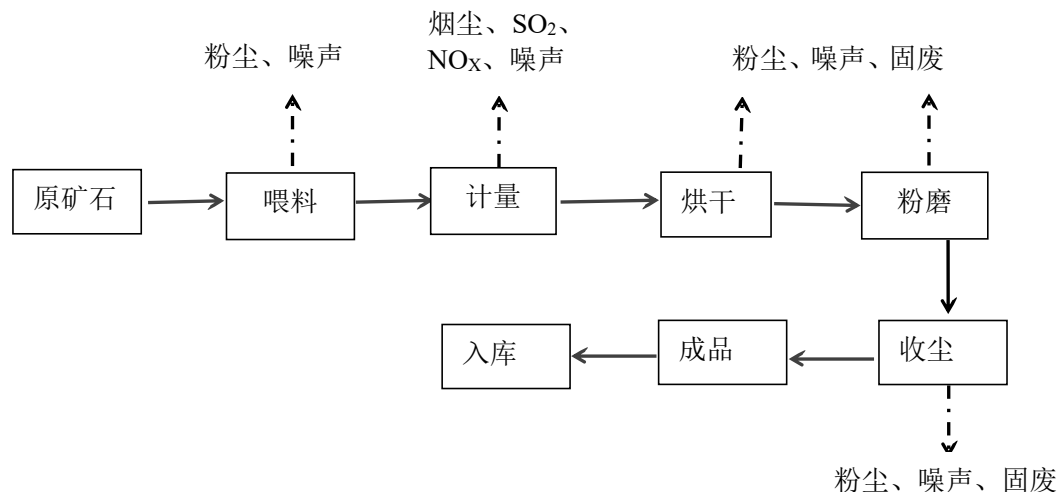 烟尘、SO₂、
NOX、噪声
粉尘、噪声
粉尘、噪声、固废
原矿石
喂料
计量
烘干
粉磨
入库
成品
收尘
粉尘、噪声、固废